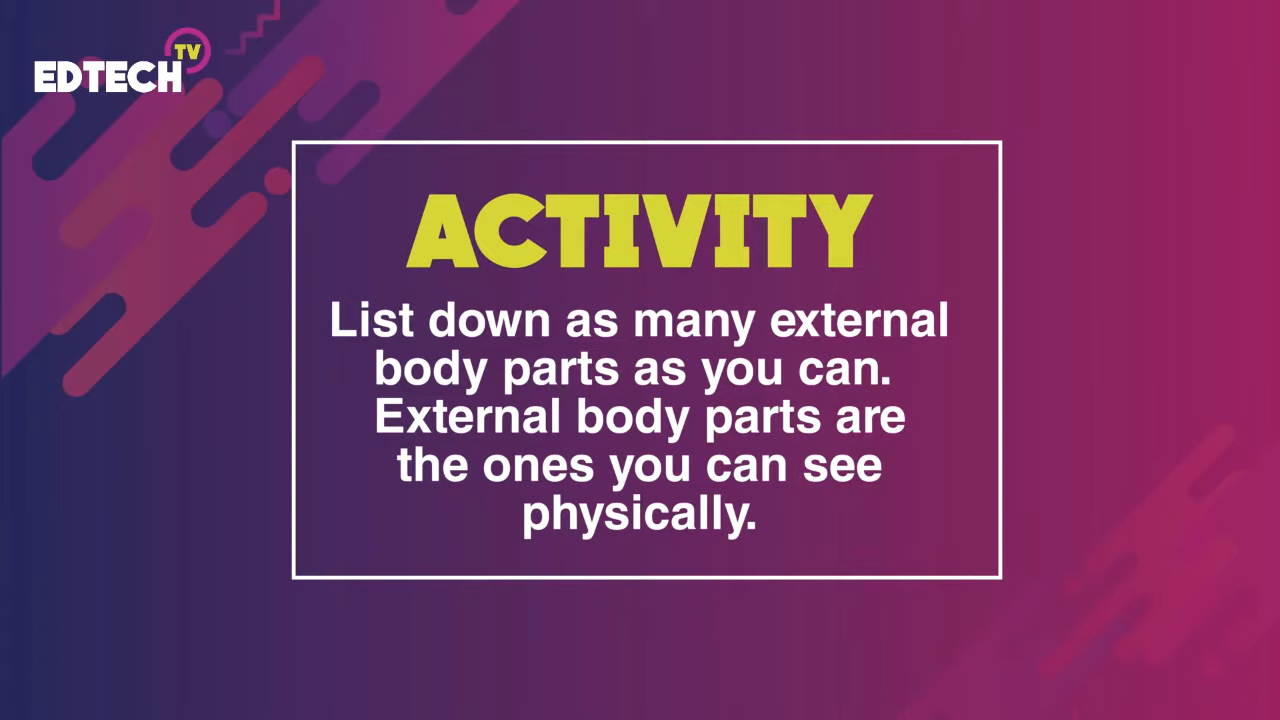 EDTECH TV
ACTIVITY
List down as many external
body parts as you can.
External body parts are
the ones you can see
physically.